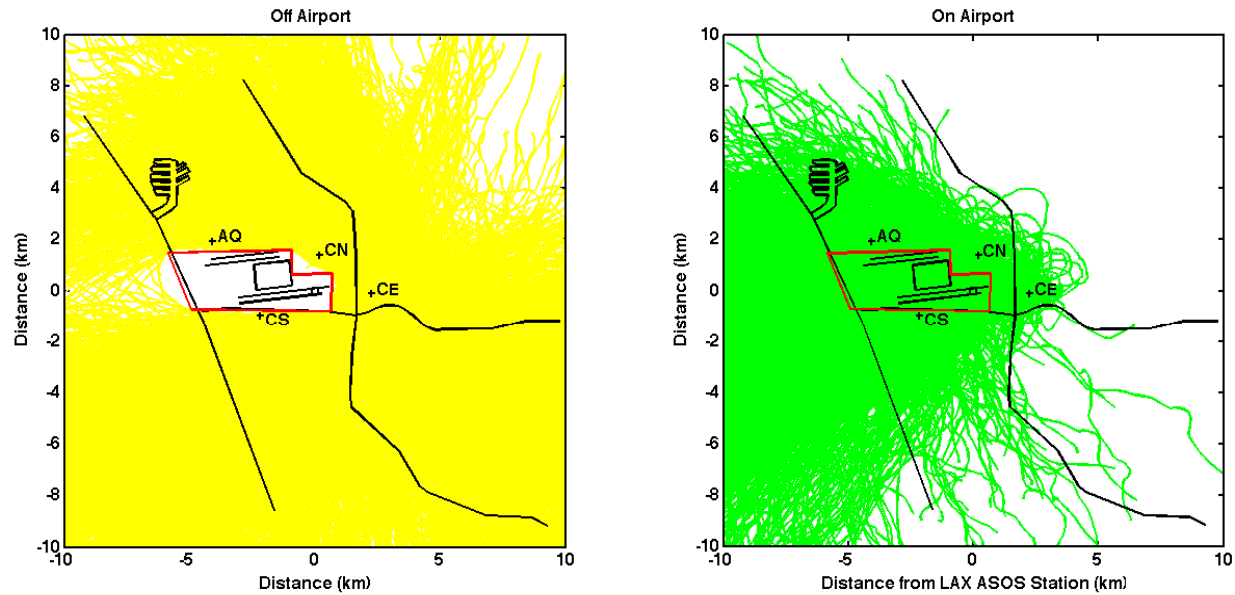 Off Airport
10
8
6
4
2
0
-2
-4
-6
-8
-10
Distance (km)
+AQ
+CN
+CE
+CS
-10
-5
0
5
10
Distance (km)
On Airport
10
8
6
4
2
0
-2
-4
-6
-8
-10
Distance (km)
+AQ
+CN
+CE
+CS
-10
-5
0
5
10
Distance from LAX ASOS Station (km)